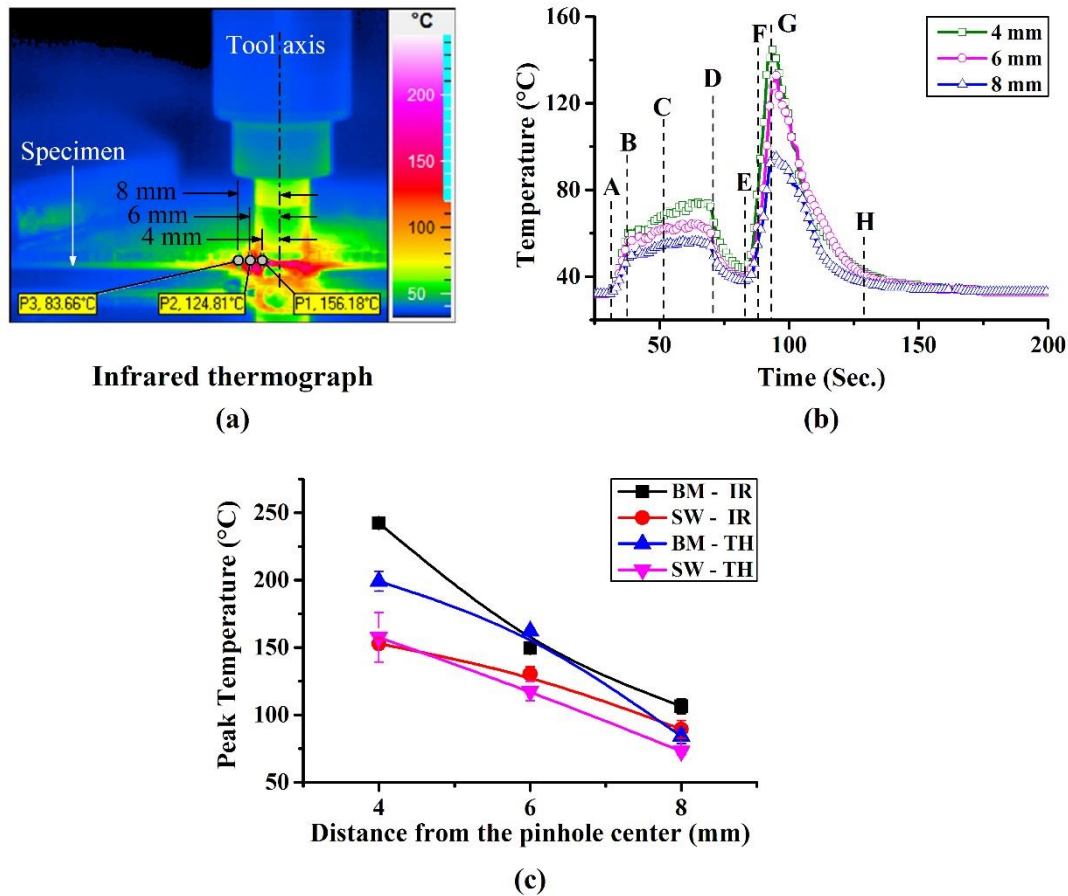 °C
Tool axis
200
Specimen
150
8 mm
6 mm
100
4 mm
50
P3, 83.66°C
P2, 124.81°C
P1, 156.18°C
Infrared thermograph
(a)
160
120
80
40
Temperature (°C)
A
B
C
D
E
F
G
H
4 mm
6 mm
8 mm
50
100
150
200
Time (Sec.)
(b)
250
200
150
100
50
Peak Temperature (°C)
BM - IR
SW - IR
BM - TH
SW - TH
4
6
8
Distance from the pinhole center (mm)
(c)